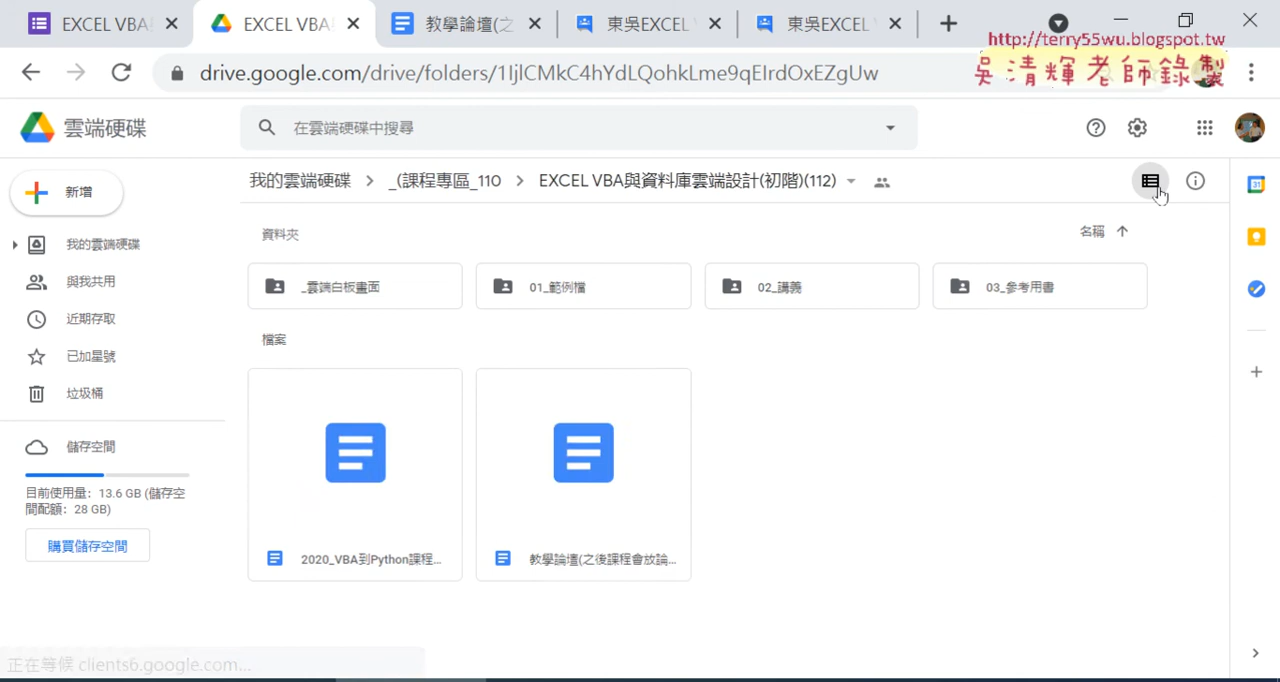 EXCEL VBA
EXCEL VBA
教學論壇(之
東吳EXCEL
東吳EXCEL
http://terry55wu.blogspot.tw
吳清輝老師錄製
drive.google.com/drive/folders/1IjlCMkC4hYdLQohkLme9qEIrdOxEZgUw
雲端硬碟
在雲端硬碟中搜尋
新增
我的雲端硬碟 > _(課程專區_110 > EXCEL VBA與資料庫雲端設計(初階)(112)
資料夾
名稱
我的雲端硬碟
與我共用
近期存取
已加星號
垃圾桶
儲存空間
目前使用量：13.6 GB (儲存空
間配額：28 GB)
購買儲存空間
_雲端白板畫面
01_範例檔
02_講義
03_參考用書
檔案
2020_VBA到Python課程...
教學論壇(之後課程會放論...
31
正在等候 clients6.google.com...